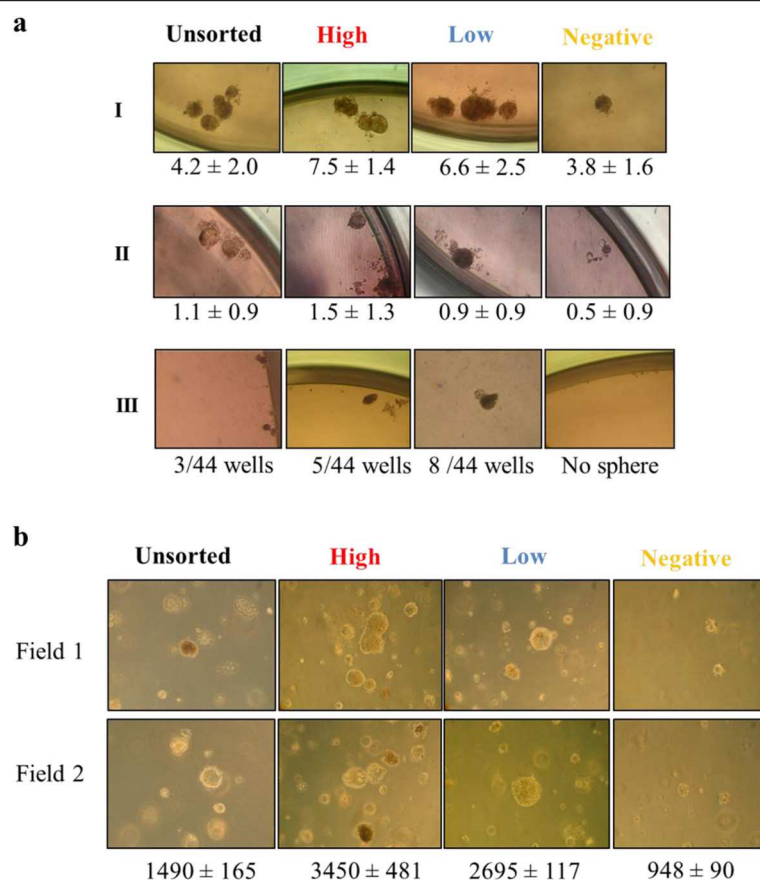 a
Unsorted High Low Negative
I
4.2 ± 2.0 7.5 ± 1.4 6.6 ± 2.5 3.8 ± 1.6
II
1.1 ± 0.9 1.5 ± 1.3 0.9 ± 0.9 0.5 ± 0.9
III
3/44 wells 5/44 wells 8 /44 wells No sphere
b
Unsorted High Low Negative
Field 1
Field 2
1490 ± 165 3450 ± 481 2695 ± 117 948 ± 90